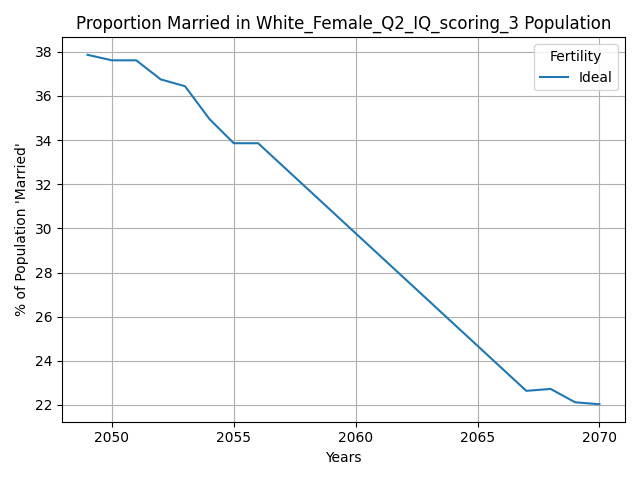 Proportion Married in White_Female_Q2_IQ_scoring_3 Population
Fertility
Ideal
% of Population 'Married'
38
36
34
32
30
28
26
24
22
2050
2055
2060
2065
2070
Years